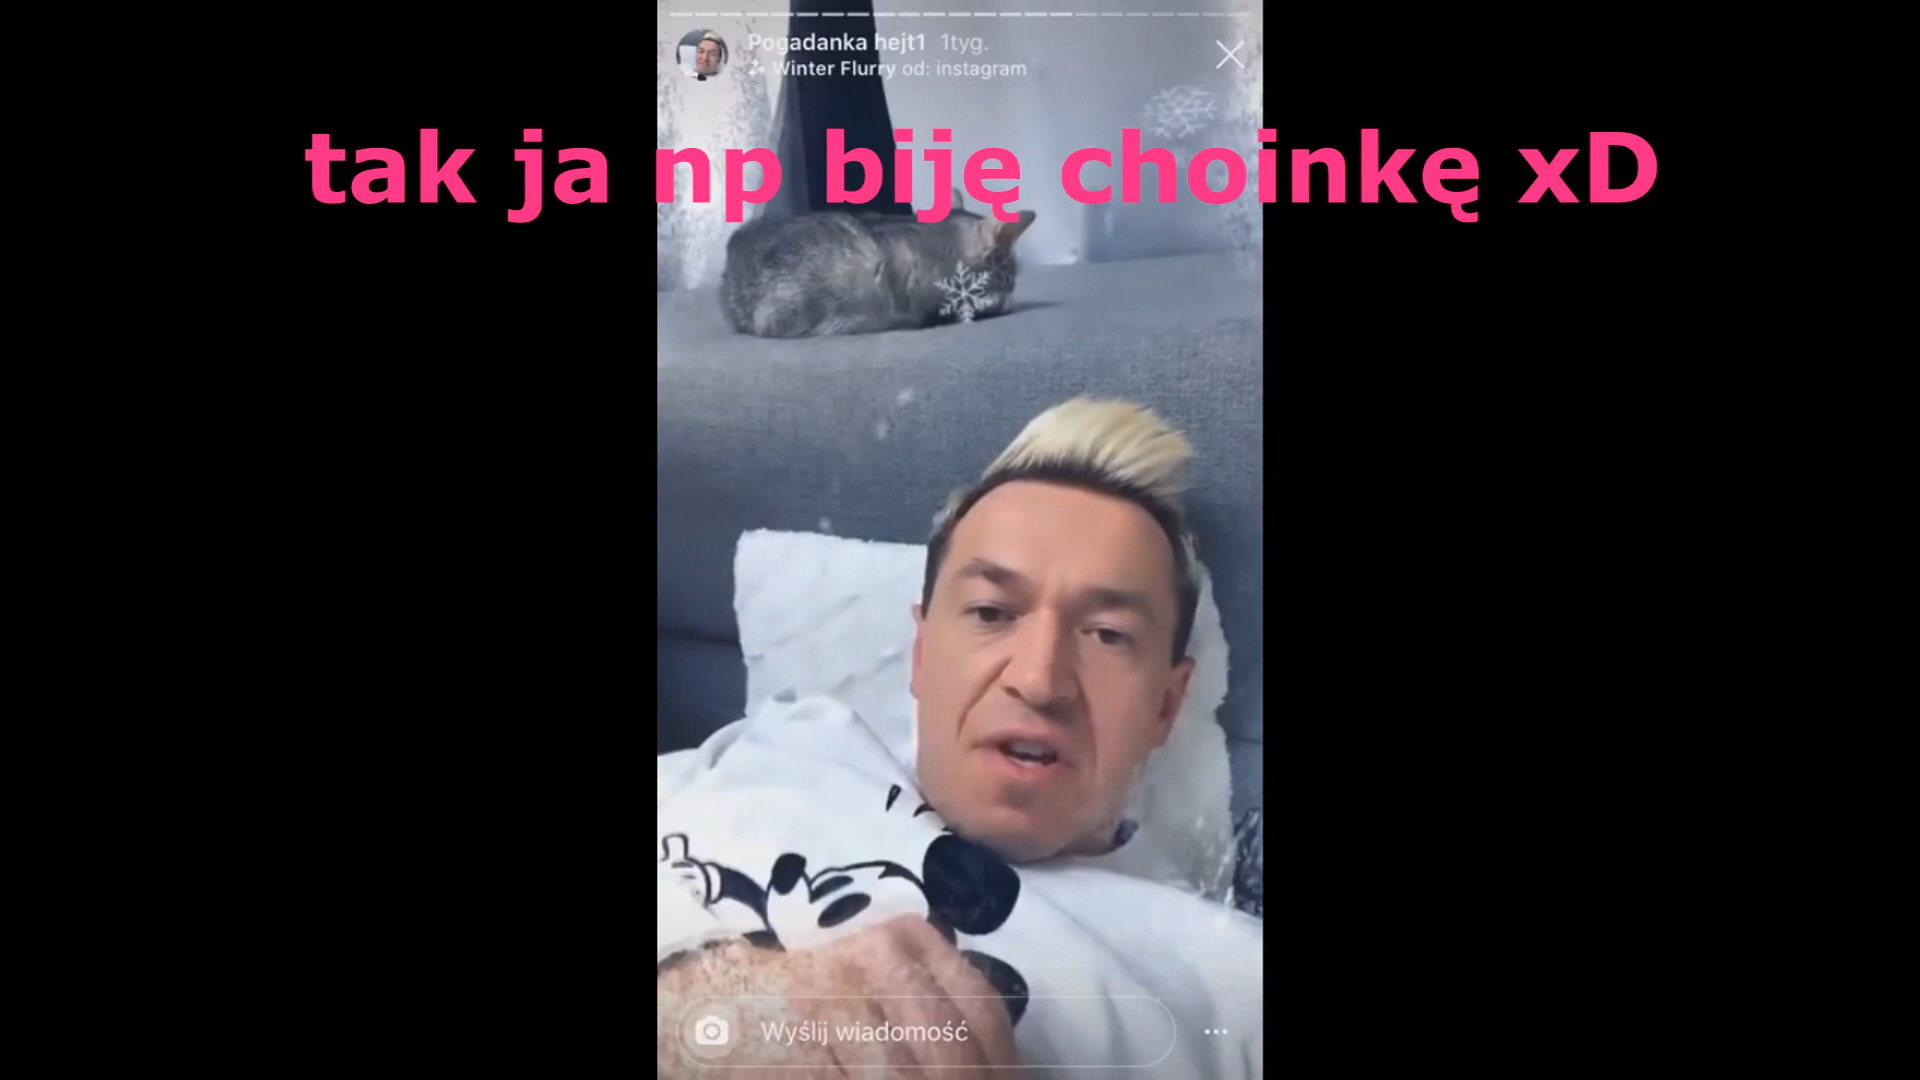 Pogadanka hejt1 1tyg.
Winter Flurry od: instagram
tak ja np biję choinkę xD
Wyślij wiadomość